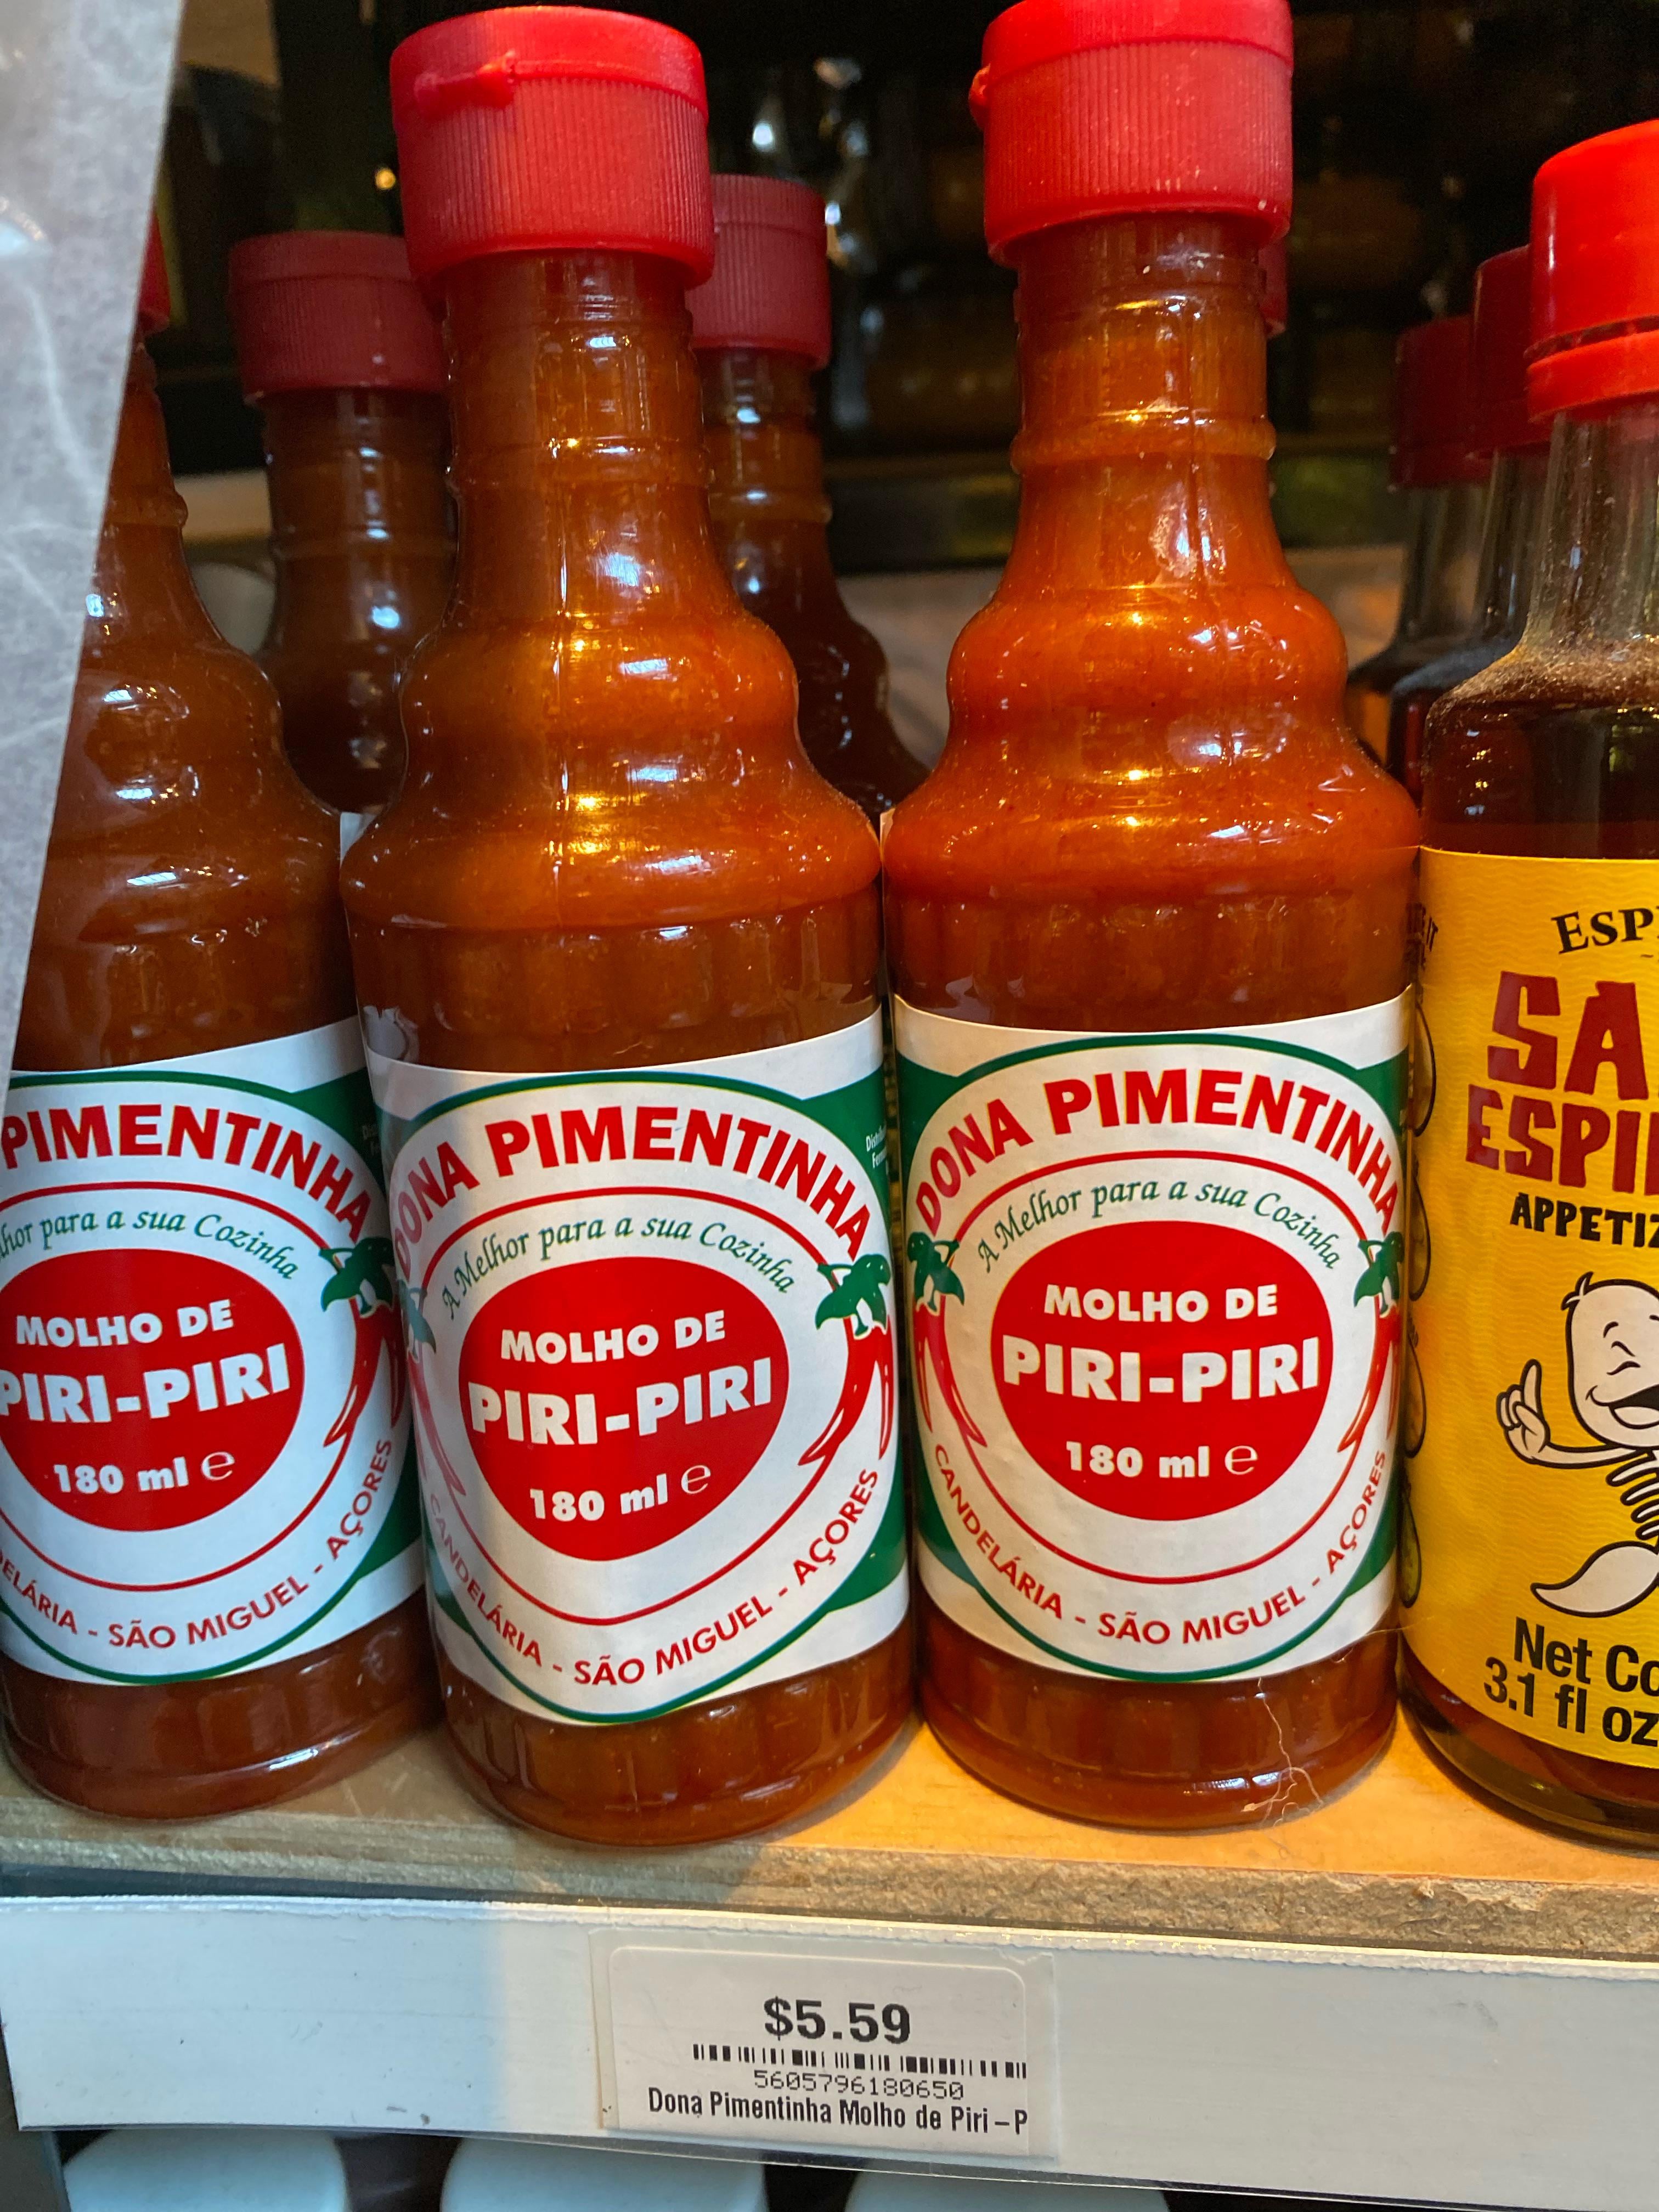 PIMENTINHA
para a sua Cozinha
MOLHO DE
PIRI-PIRI
180 ml ℮
SÃO MIGUEL - AÇORES
DONA PIMENTINHA
A Melhor para a sua Cozinha
MOLHO DE
PIRI-PIRI
180 ml ℮
CANDELÁRIA - SÃO MIGUEL - AÇORES
DONA PIMENTINHA
A Melhor para a sua Cozinha
MOLHO DE
PIRI-PIRI
180 ml ℮
CANDELÁRIA - SÃO MIGUEL - AÇORES
ESP
SA
ESPI
APPETIZ
Net Co
3.1 fl oz
$5.59
5605796180650
Dona Pimentinha Molho de Piri-P